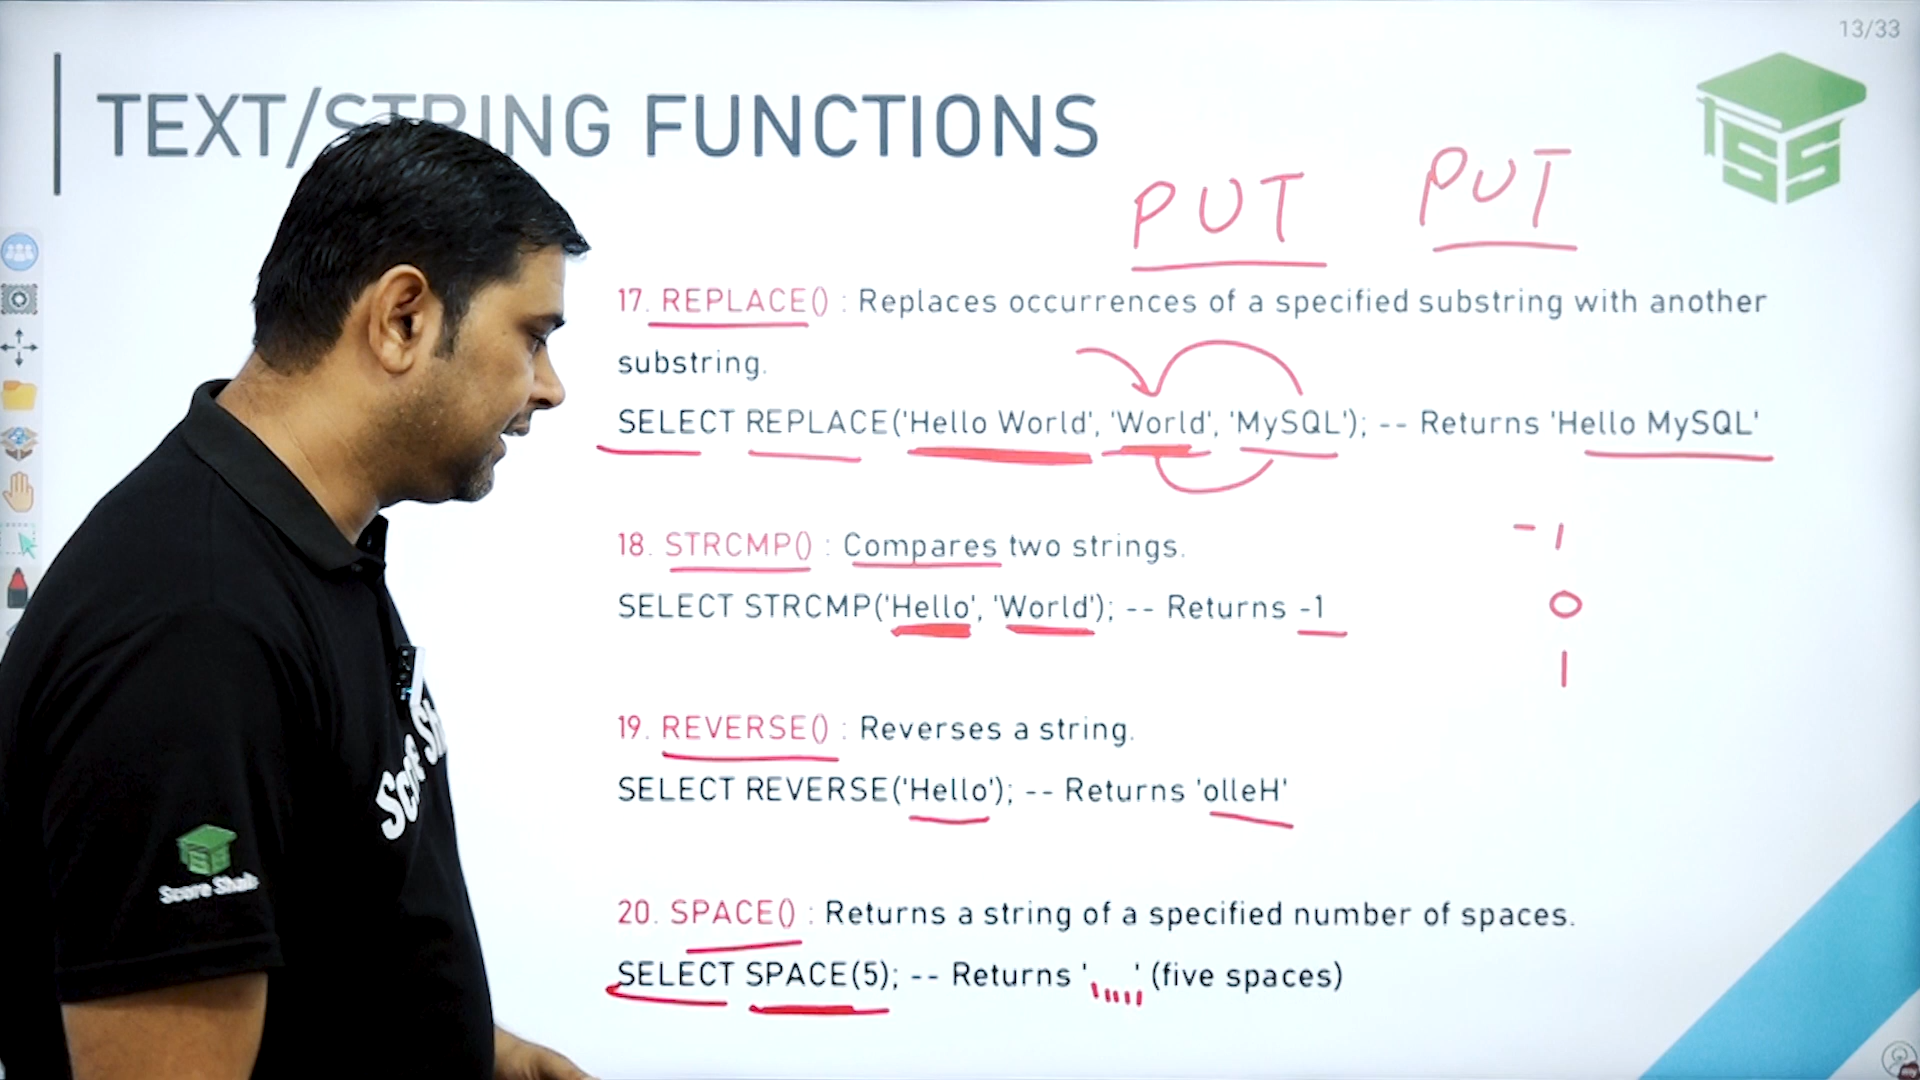 13/33
TEXT/STRING FUNCTIONS
SS
PUT PUT
17. REPLACE() : Replaces occurrences of a specified substring with another
substring.
SELECT REPLACE('Hello World', 'World', 'MySQL'); -- Returns 'Hello MySQL'
-1
18. STRCMP() : Compares two strings.
SELECT STRCMP('Hello', 'World'); -- Returns -1
0
1
19. REVERSE() : Reverses a string.
SELECT REVERSE('Hello'); -- Returns 'olleH'
20. SPACE() : Returns a string of a specified number of spaces.
SELECT SPACE(5); -- Returns '     ' (five spaces)
Score